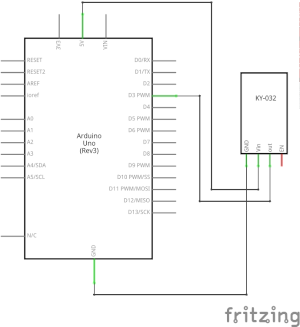 3V3
5V
VIN
RESET
RESET2
AREF
ioref
A0
A1
A2
A3
A4/SDA
A5/SCL
N/C
Arduino
Uno
(Rev3)
D0/RX
D1/TX
D2
D3 PWM
D4
D5 PWM
D6 PWM
D7
D8
D9 PWM
D10 PWM/SS
D11 PWM/MOSI
D12/MISO
D13/SCK
GND
KY-032
GND
Vin
out
EN
fritzing